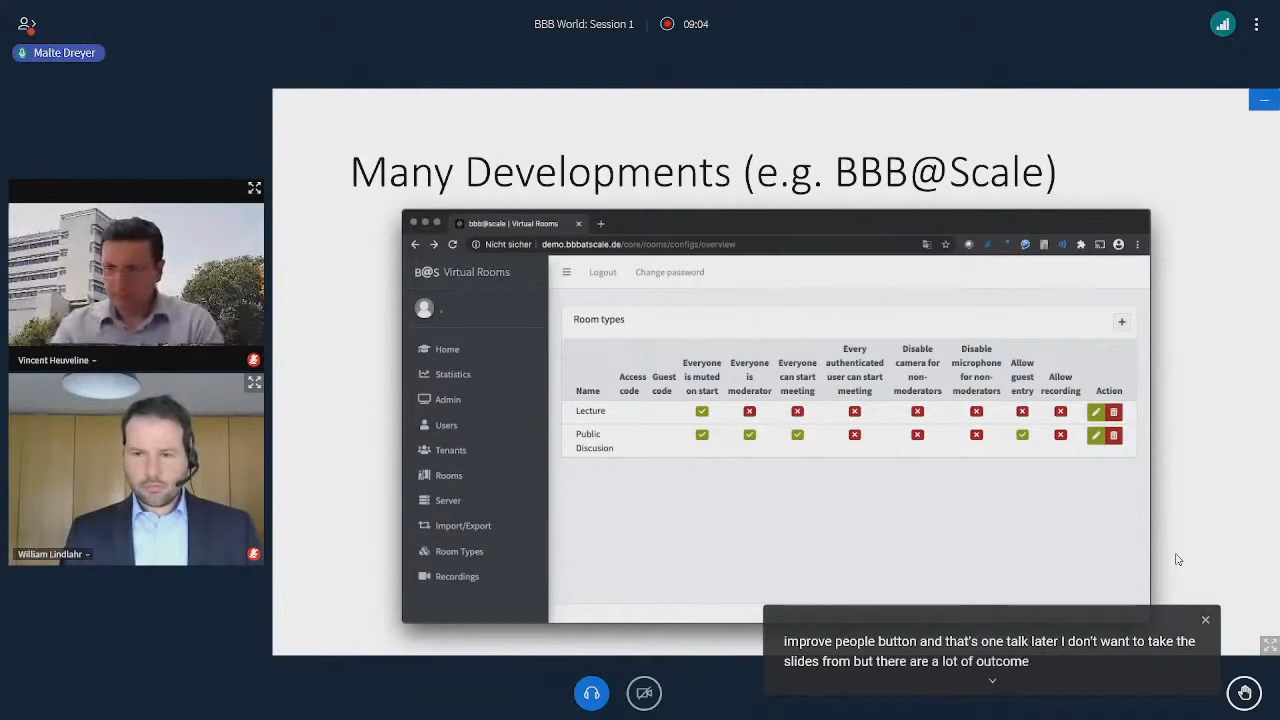 BBB World: Session 1
09:04
Malte Dreyer
Many Developments (e.g. BBB@Scale)
bbb@scale | Virtual Rooms
Nicht sicher | demo.bbbatscale.de/core/rooms/configs/overview
B@S Virtual Rooms
Logout Change password
,
Home
Statistics
Admin
Users
Tenants
Rooms
Server
Import/Export
Room Types
Recordings
Room types
Name
Access code
Guest code
Everyone is muted on start
Everyone is moderator
Everyone can start meeting
Every authenticated user can start meeting
Disable camera for non-moderators
Disable microphone for non-moderators
Allow guest entry
Allow recording
Action
Lecture
Public
Discusion
Vincent Heuveline
William Lindlahr
improve people button and that's one talk later I don't want to take the
slides from but there are a lot of outcome